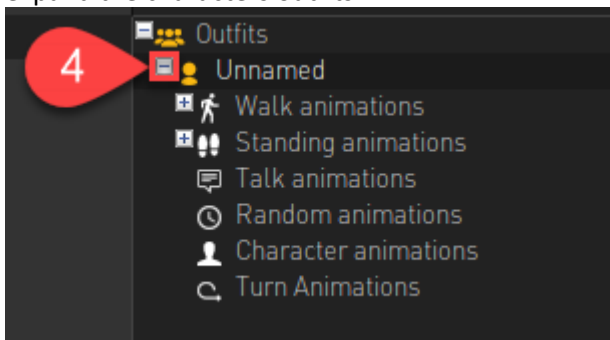 Outfits
4
Unnamed
Walk animations
Standing animations
Talk animations
Random animations
Character animations
Turn Animations